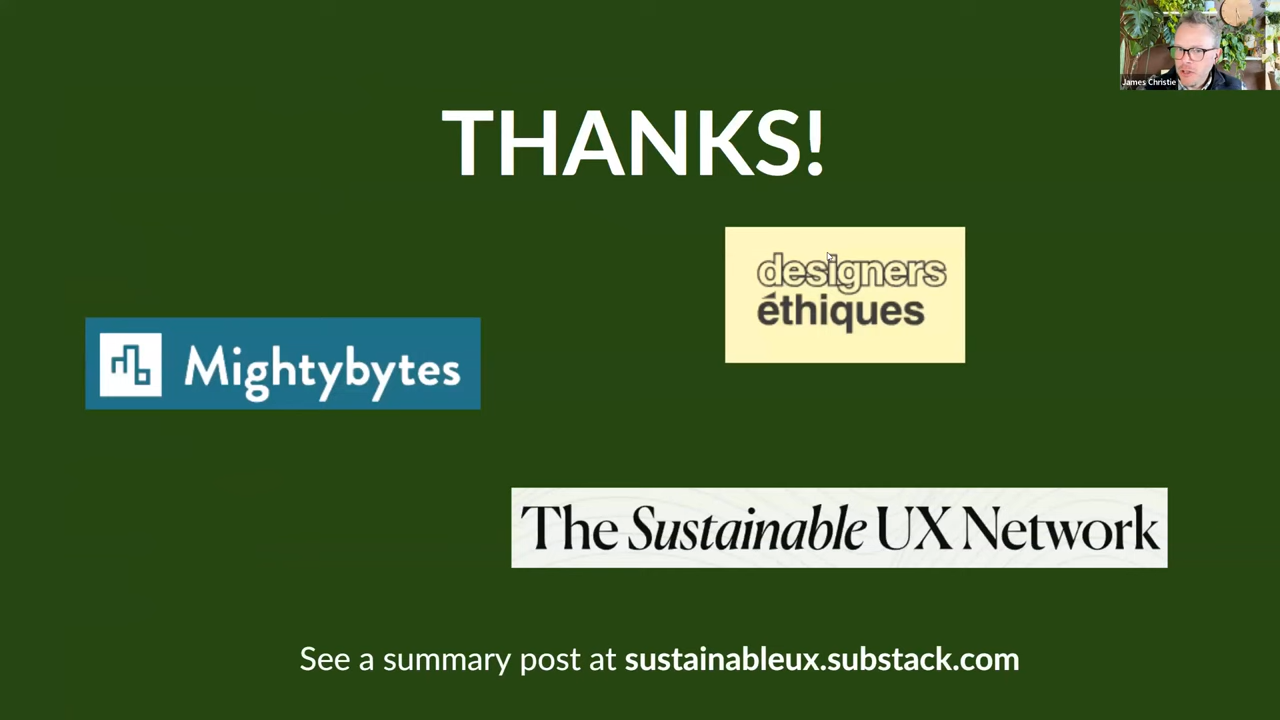 James Christie
THANKS!
designers
éthiques
Mightybytes
The Sustainable UX Network
See a summary post at sustainableux.substack.com